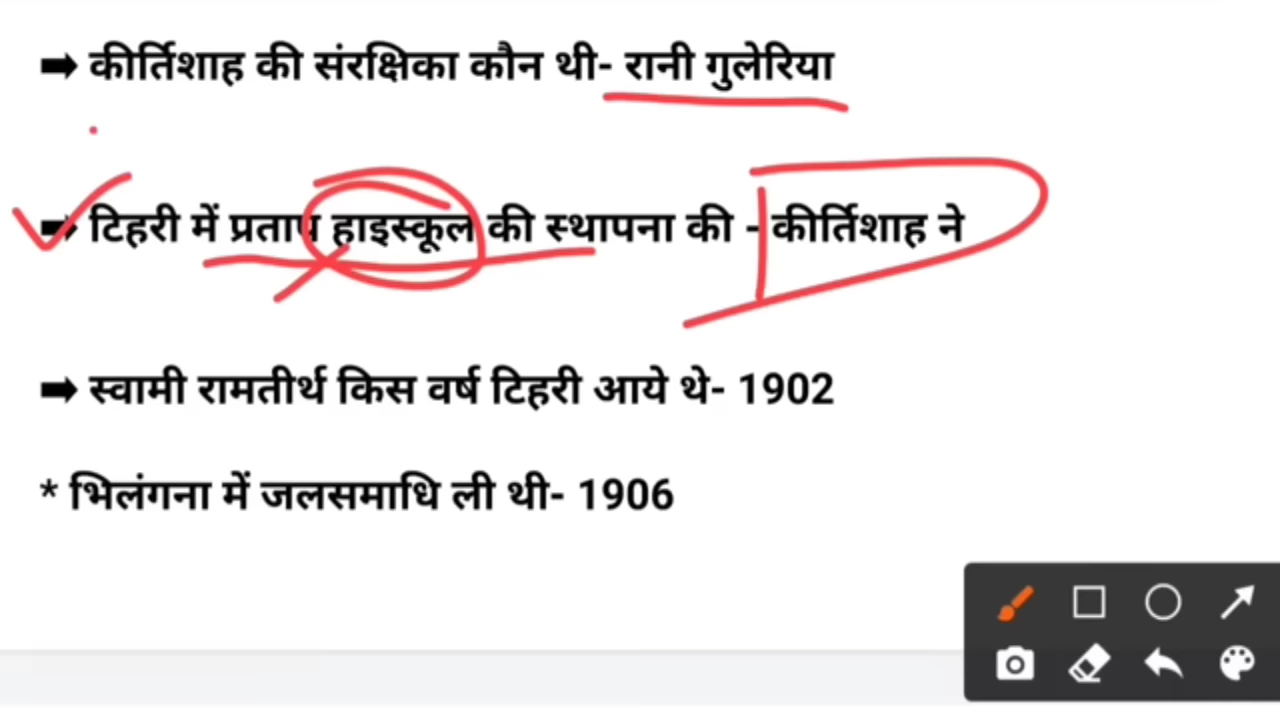 ➡ कीर्तिशाह की संरक्षिका कौन थी- रानी गुलेरिया
➡ टिहरी में प्रताप हाइस्कूल की स्थापना की - कीर्तिशाह ने
➡ स्वामी रामतीर्थ किस वर्ष टिहरी आये थे- 1902
* भिलंगना में जलसमाधि ली थी- 1906